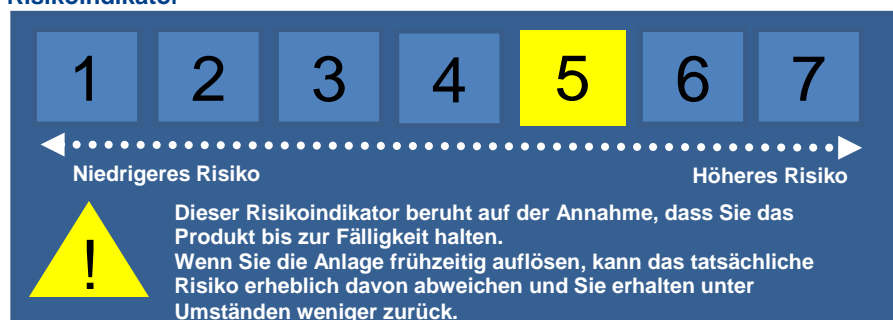 Risikoindikator
1 2 3 4 5 6 7
Niedrigeres Risiko Höheres Risiko
! Dieser Risikoindikator beruht auf der Annahme, dass Sie das
Produkt bis zur Fälligkeit halten.
Wenn Sie die Anlage frühzeitig auflösen, kann das tatsächliche
Risiko erheblich davon abweichen und Sie erhalten unter
Umständen weniger zurück.